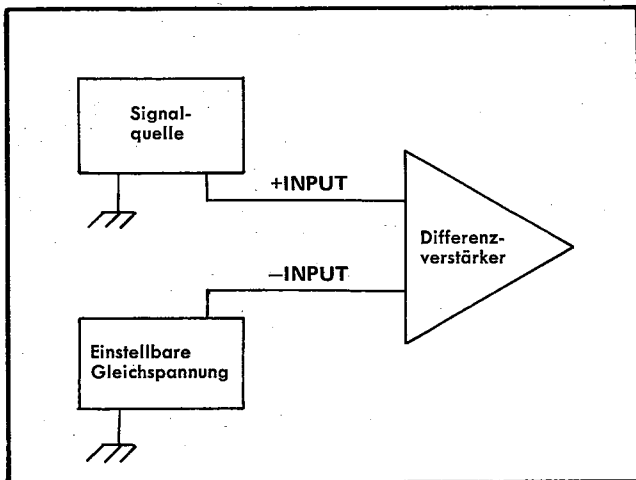 Signal-
quelle
+INPUT
Differenz-
verstärker
—INPUT
Einstellbare
Gleichspannung